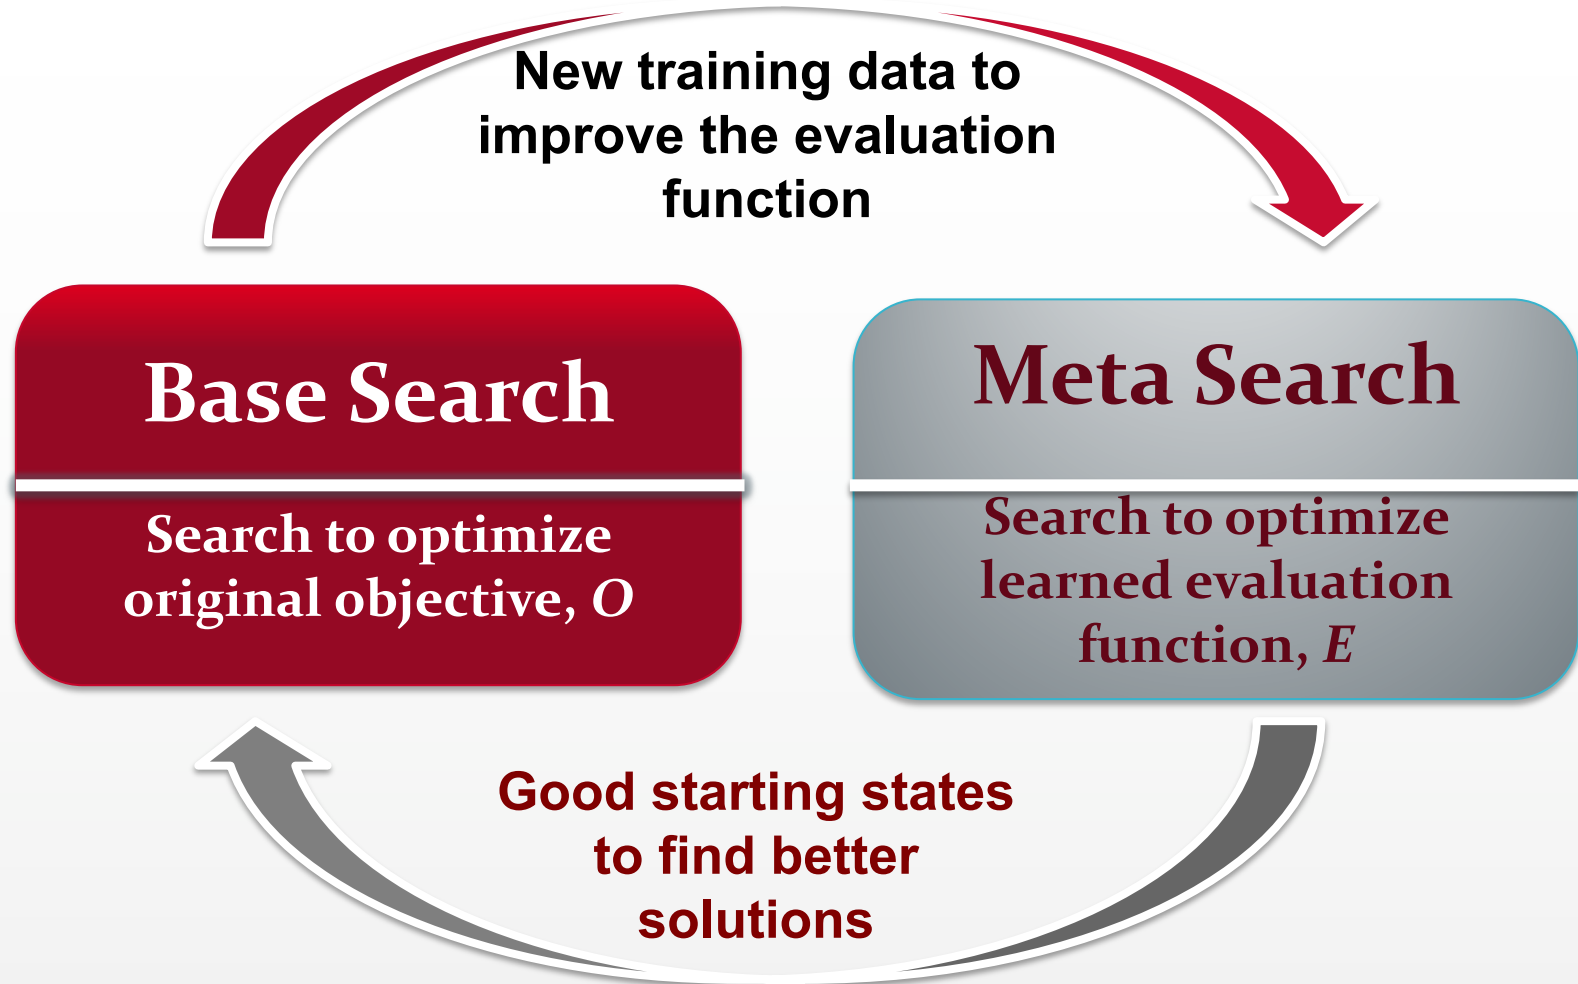 New training data to
improve the evaluation
function
Base Search
Search to optimize
original objective, O
Meta Search
Search to optimize
learned evaluation
function, E
Good starting states
to find better
solutions